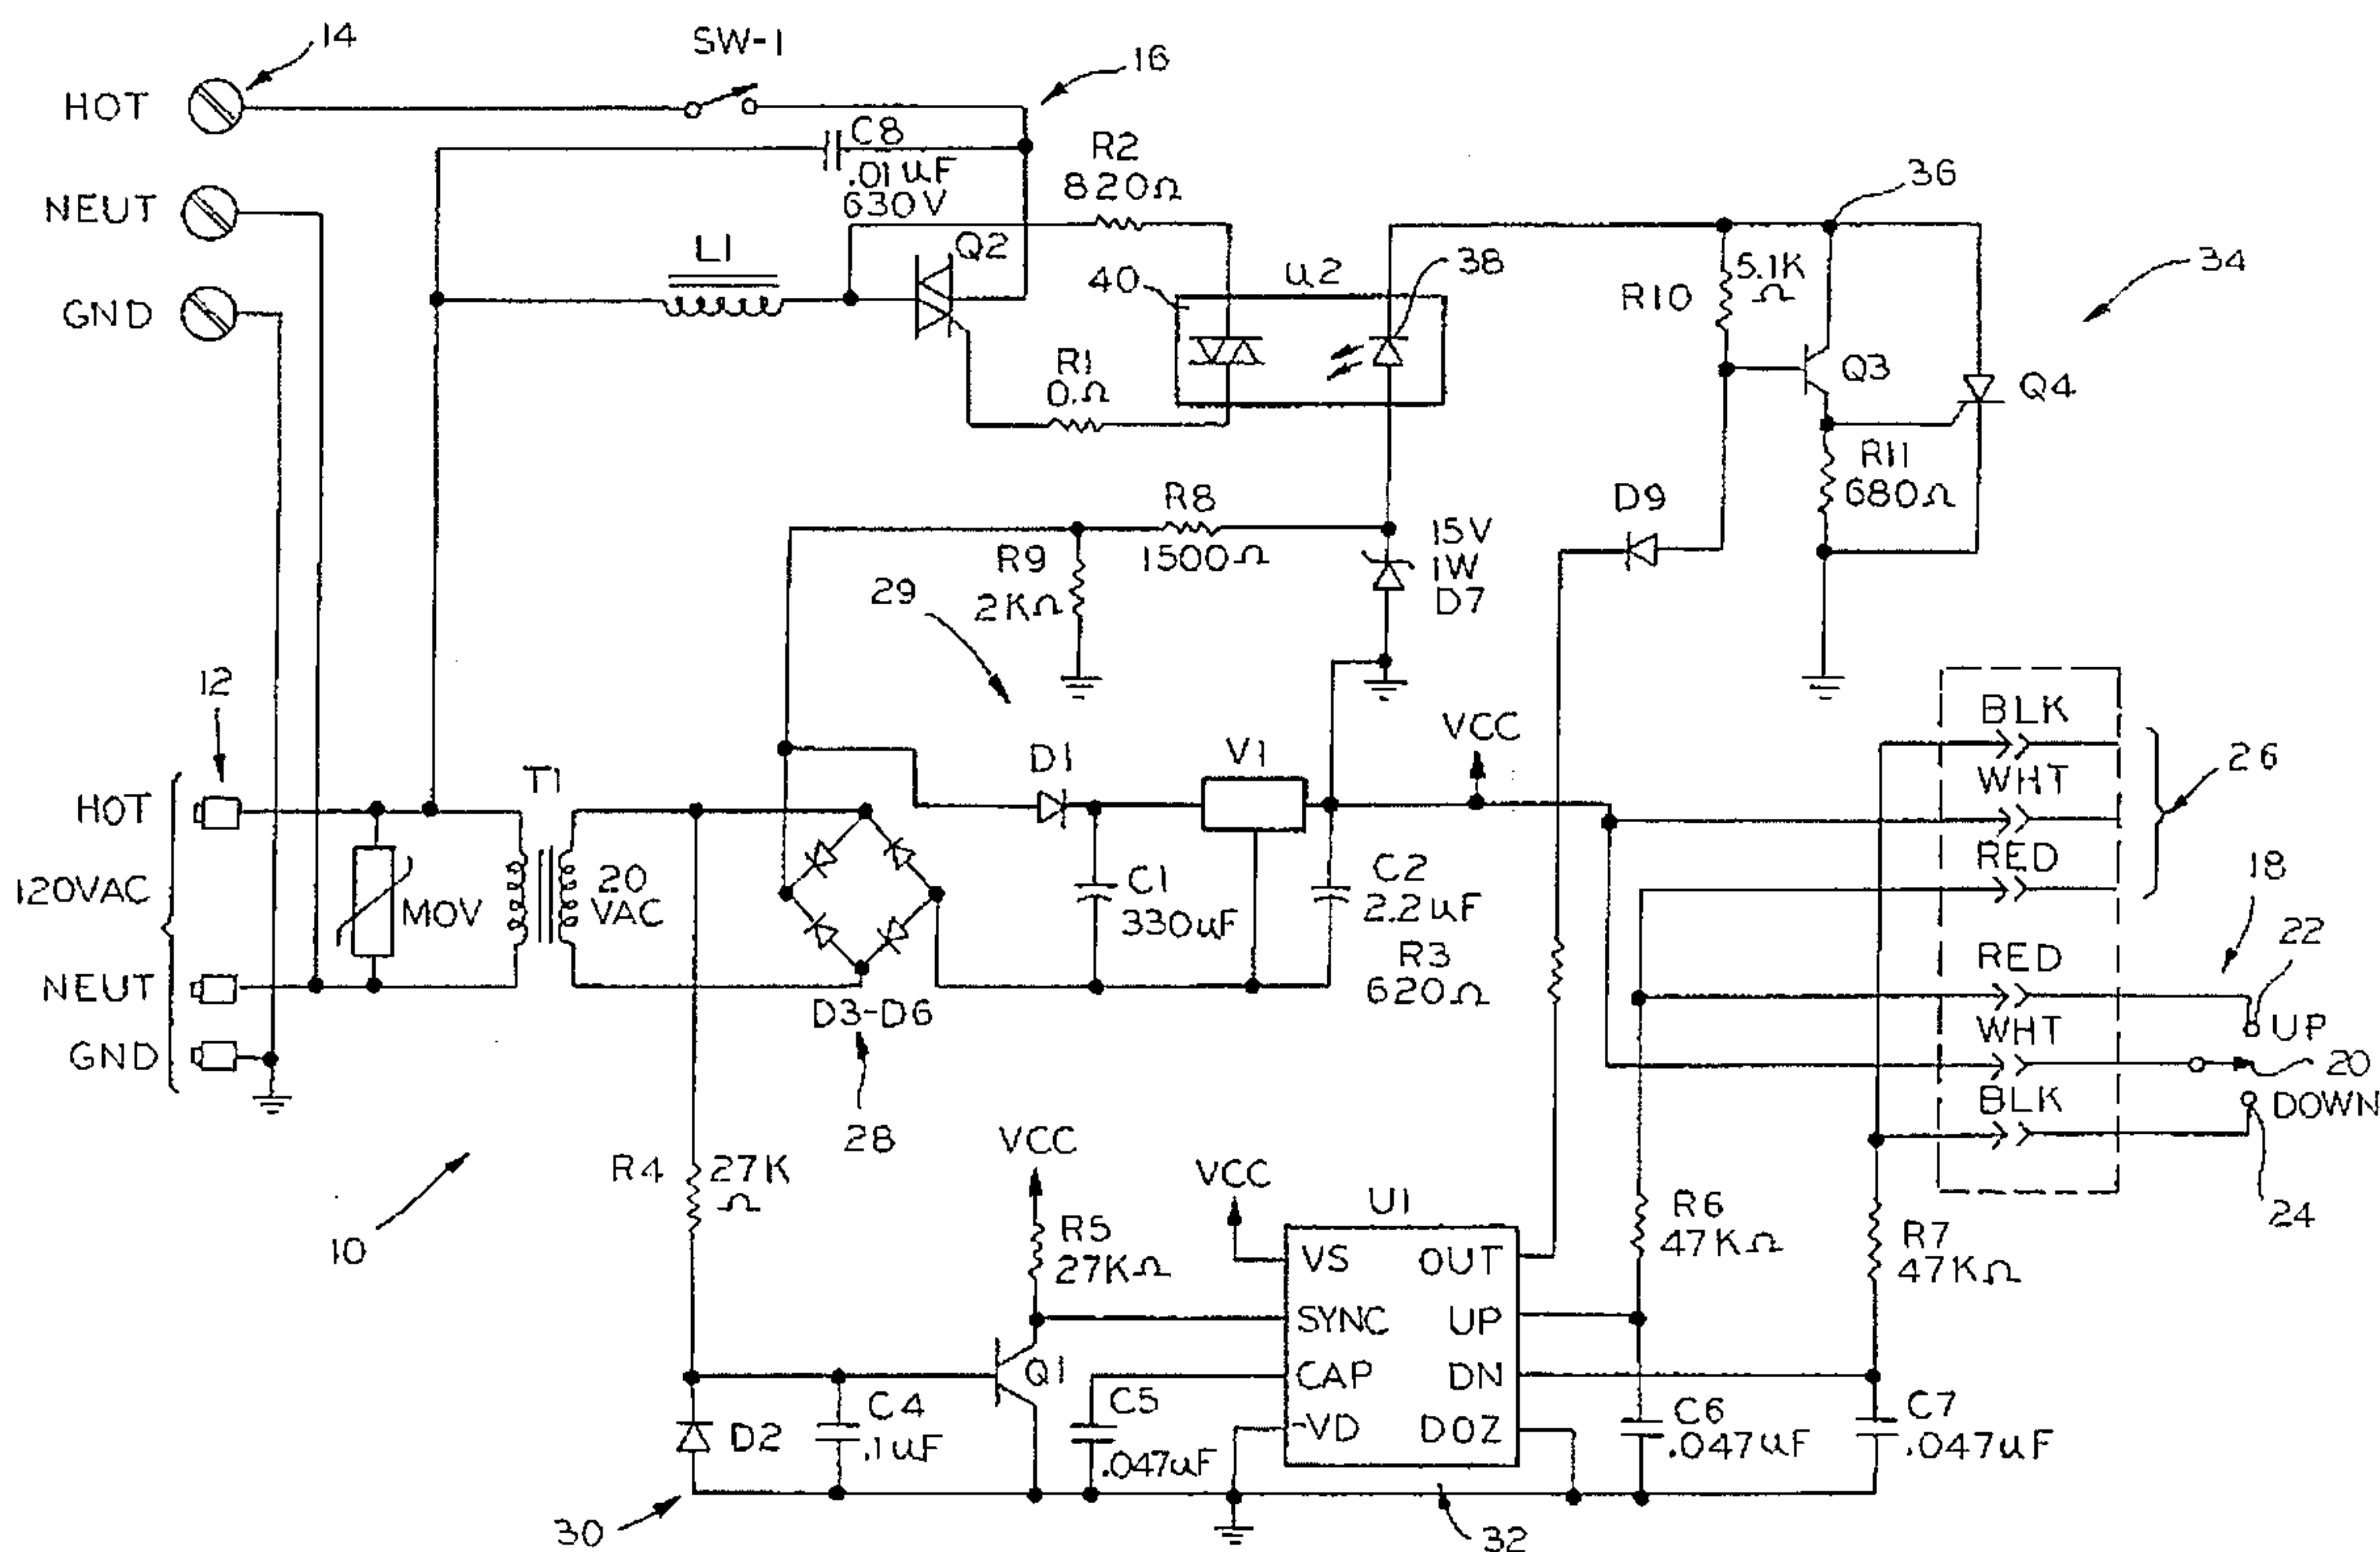 14
SW-1
16
HOT
C8
.01uF
630V
R2
820Ω
36
NEUT
L1
Q2
40
u2
38
5.1K
Ω
R10
34
GND
R1
0.Ω
Q3
Q4
R11
680Ω
D9
R8
1500Ω
R9
2KΩ
15V
1W
D7
29
12
BLK
VCC
WHT
26
HOT
T1
D1
V1
RED
120VAC
MOV
20
VAC
C1
330uF
C2
2.2uF
R3
620Ω
18
22
RED
NEUT
D3-D6
WHT
UP
GND
20
BLK
DOWN
28
VCC
VCC
R4
27K
Ω
10
R5
27KΩ
U1
R6
47KΩ
R7
47KΩ
24
VS
OUT
SYNC
UP
Q1
CAP
DN
-VD
DOZ
D2
C4
.1uF
C5
.047uF
C6
.047uF
C7
.047uF
30
32